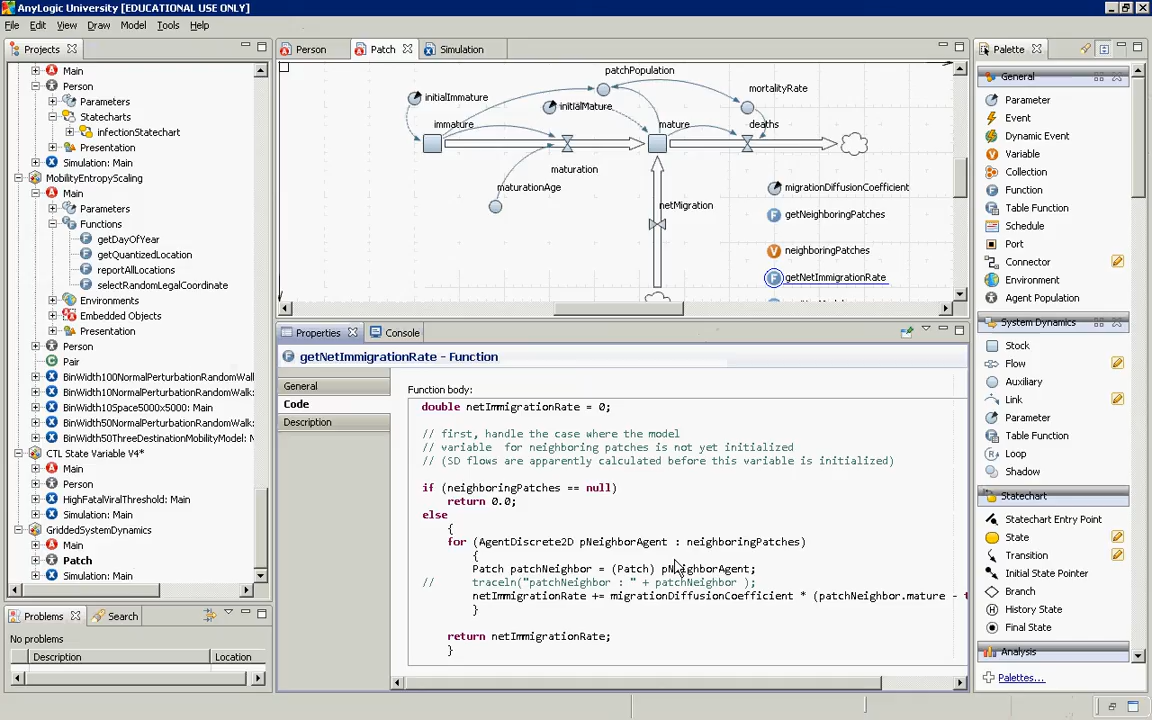 AnyLogic University [EDUCATIONAL USE ONLY]
File Edit View Draw Model Tools Help
Projects
Main
Person
Parameters
Statecharts
infectionStatechart
Presentation
Simulation: Main
MobilityEntropyScaling
Main
Parameters
Functions
getDayOfYear
getQuantizedLocation
reportAllLocations
selectRandomLegalCoordinate
Environments
Embedded Objects
Presentation
Person
Pair
BinWidth100NormalPerturbationRandomWalk
BinWidth10NormalPerturbationRandomWalk:
BinWidth10Space5000x5000: Main
BinWidth50NormalPerturbationRandomWalk:
BinWidth50ThreeDestinationMobilityModel: M
CTL State Variable V4*
Main
Person
HighFatalViralThreshold: Main
Simulation: Main
GriddedSystemDynamics
Main
Patch
Simulation: Main
Problems Search
No problems
Description Location
Person Patch Simulation
patchPopulation
mortalityRate
initialImmature
initialMature
immature
mature
deaths
maturation
maturationAge
migrationDiffusionCoefficient
netMigration
getNeighboringPatches
neighboringPatches
getNetImmigrationRate
Properties Console
getNetImmigrationRate - Function
General
Code
Description
Function body:
double netImmigrationRate = 0;
// first, handle the case where the model
// variable for neighboring patches is not yet initialized
// (SD flows are apparently calculated before this variable is initialized)
if (neighboringPatches == null)
return 0.0;
else
{
for (AgentDiscrete2D pNeighborAgent : neighboringPatches)
{
Patch patchNeighbor = (Patch) pNeighborAgent;
// traceln("patchNeighbor : " + patchNeighbor );
netImmigrationRate += migrationDiffusionCoefficient * (patchNeighbor.mature - t
}
return netImmigrationRate;
}
Palette
General
Parameter
Event
Dynamic Event
Variable
Collection
Function
Table Function
Schedule
Port
Connector
Environment
Agent Population
System Dynamics
Stock
Flow
Auxiliary
Link
Parameter
Table Function
Loop
Shadow
Statechart
Statechart Entry Point
State
Transition
Initial State Pointer
Branch
History State
Final State
Analysis
Palettes...